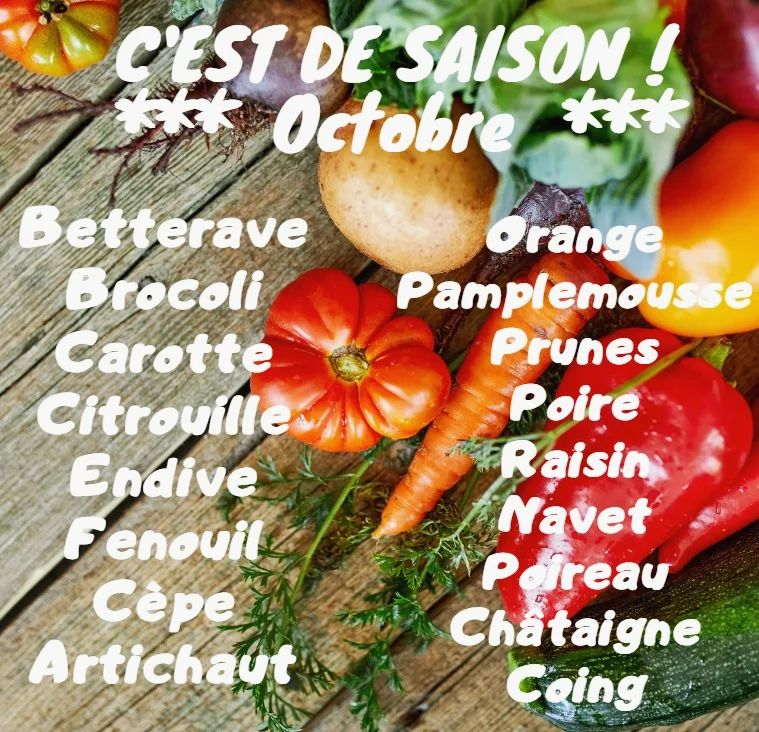 C'EST DE SAISON !
*** Octobre ***
Betterave
Brocoli
Carotte
Citrouille
Endive
Fenouil
Cèpe
Artichaut
Orange
Pamplemousse
Prunes
Poire
Raisin
Navet
Poireau
Châtaigne
Coing